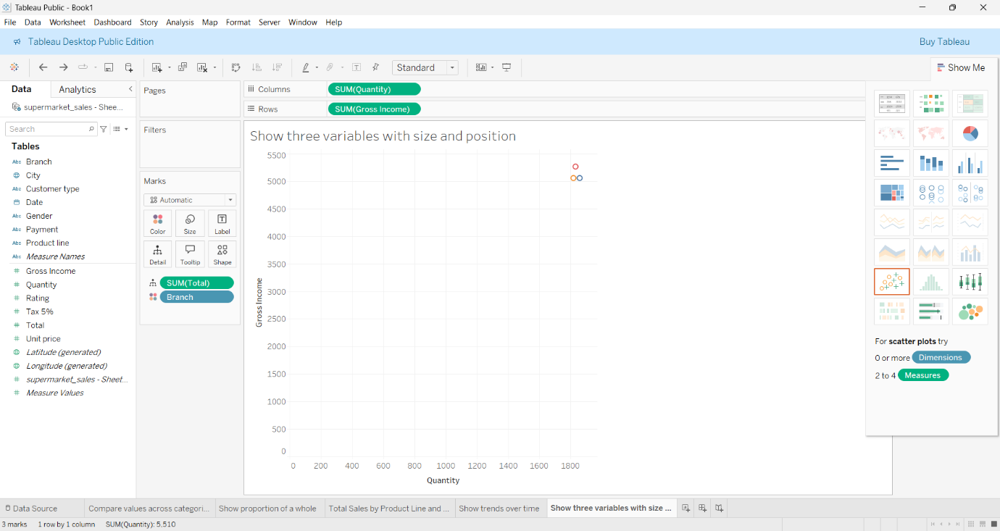 Tableau Public - Book1
File Data Worksheet Dashboard Story Analysis Map Format Server Window Help
Tableau Desktop Public Edition
Buy Tableau
Standard
Show Me
Data
Analytics
supermarket_sales - Shee...
Search
Tables
Abc Branch
City
Abc Customer type
Date
Abc Gender
Abc Payment
Abc Product line
Abc Measure Names
# Gross Income
# Quantity
# Rating
# Tax 5%
# Total
# Unit price
Latitude (generated)
Longitude (generated)
# supermarket_sales - Sheet...
# Measure Values
Pages
Filters
Marks
Automatic
Color
Size
Label
Detail
Tooltip
Shape
SUM(Total)
Branch
Columns
SUM(Quantity)
Rows
SUM(Gross Income)
Show three variables with size and position
5500
5000
4500
4000
3500
3000
2500
2000
1500
1000
500
0
Gross Income
0 200 400 600 800 1000 1200 1400 1600 1800
Quantity
For scatter plots try
0 or more Dimensions
2 to 4 Measures
Data Source
Compare values across categori...
Show proportion of a whole
Total Sales by Product Line and ...
Show trends over time
Show three variables with size ...
3 marks 1 row by 1 column SUM(Quantity): 5,510